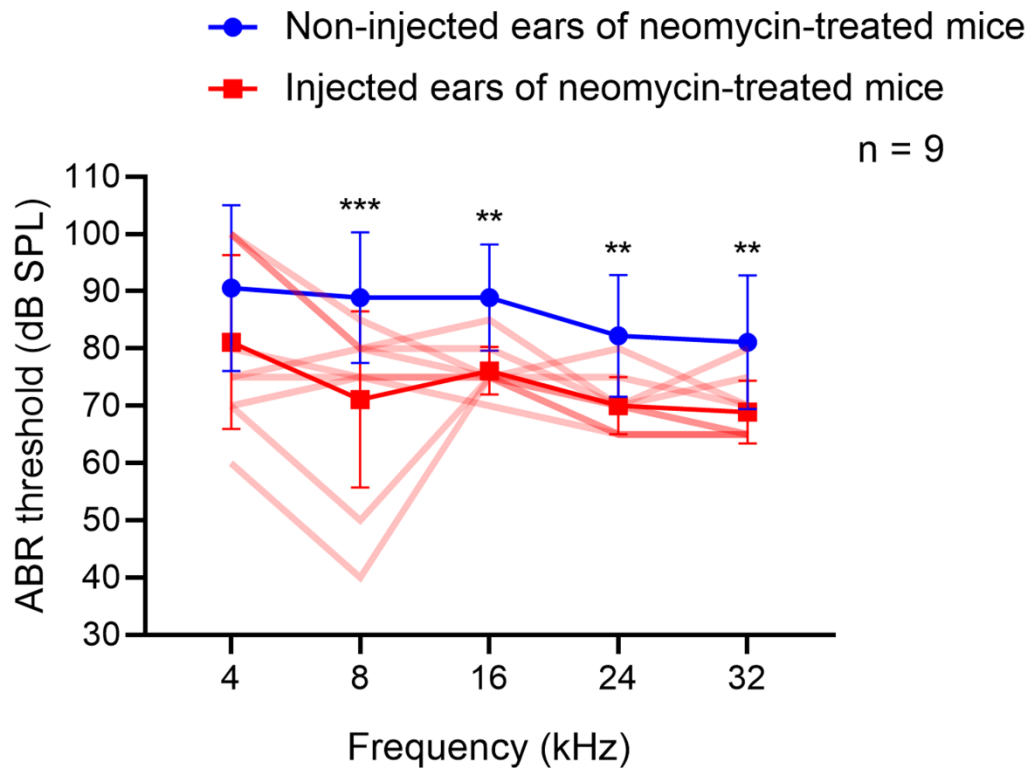 Non-injected ears of neomycin-treated mice
Injected ears of neomycin-treated mice
n = 9
ABR threshold (dB SPL)
110
100
90
80
70
60
50
40
30
*** ** ** **
4 8 16 24 32
Frequency (kHz)